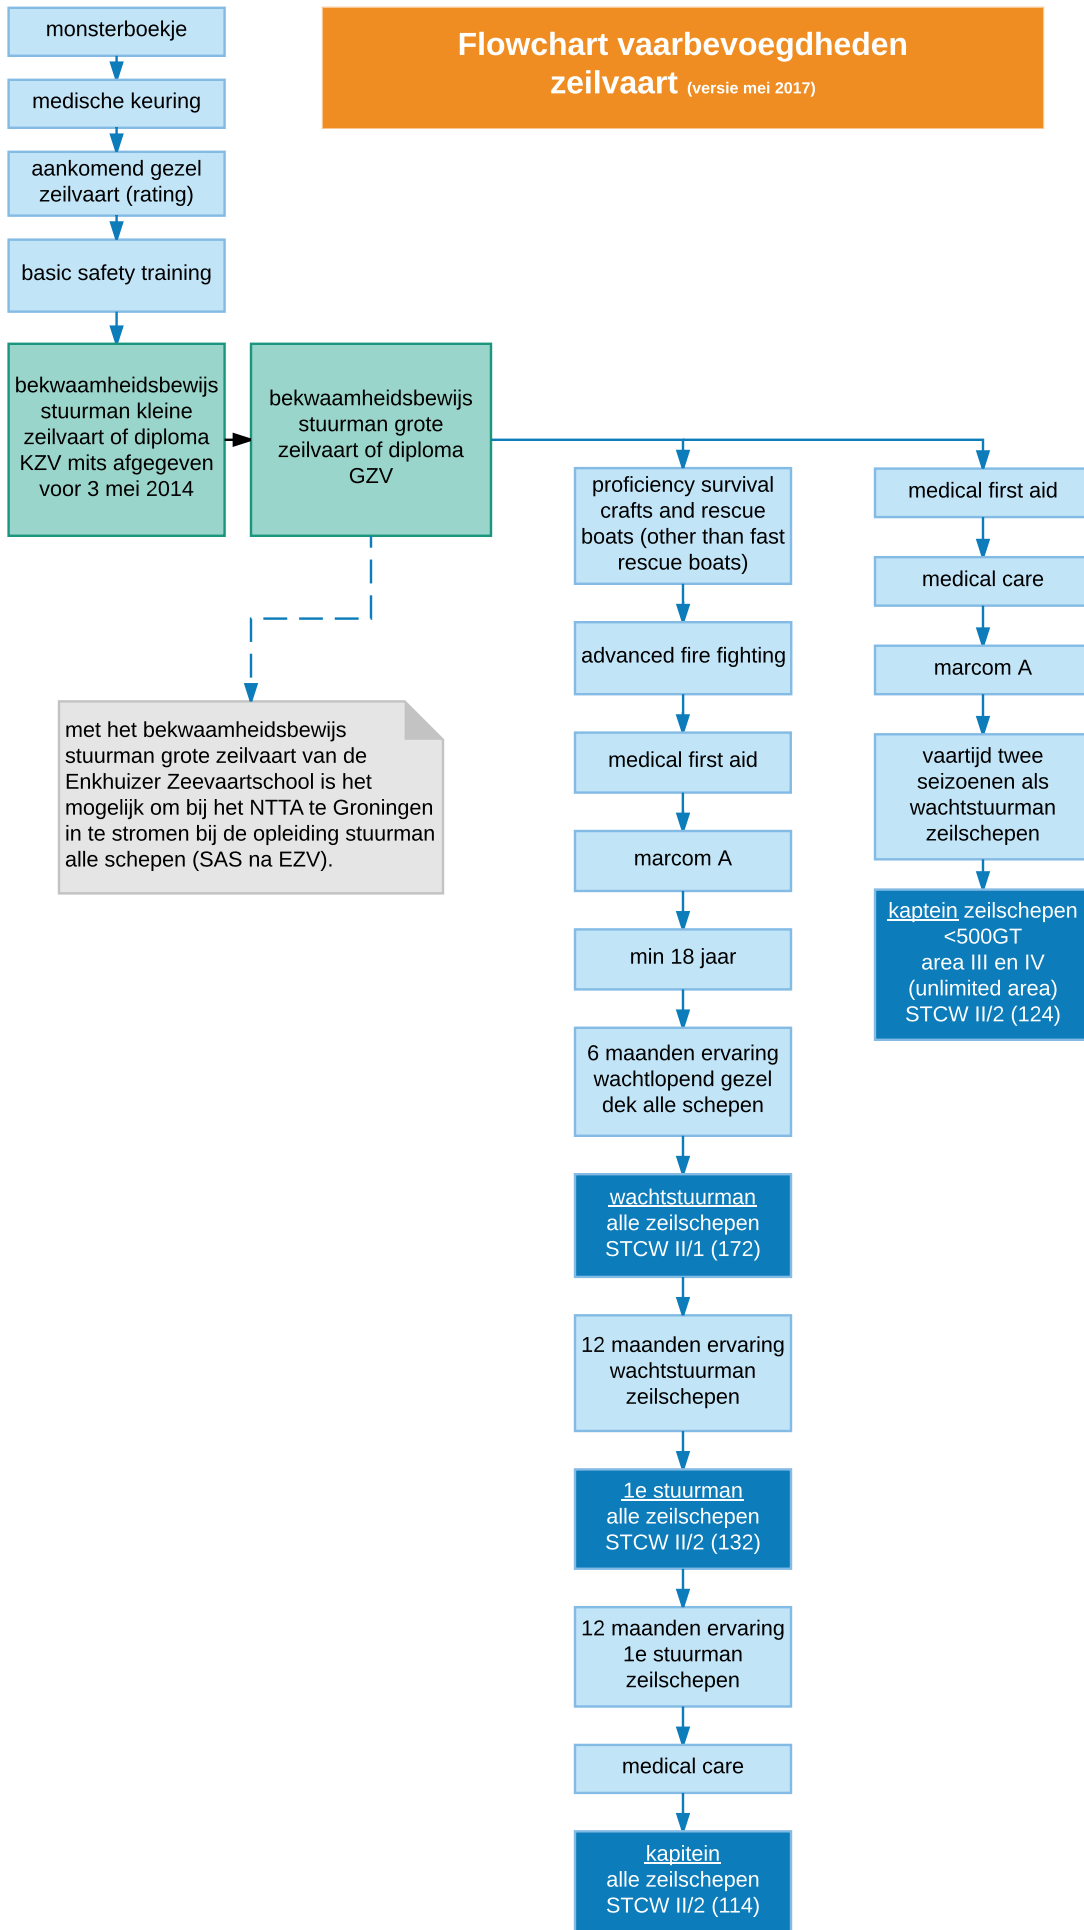 monsterboekje
Flowchart vaarbevoegdheden
zeilvaart (versie mei 2017)
medische keuring
aankomend gezel
zeilvaart (rating)
basic safety training
bekwaamheidsbewijs
stuurman kleine
zeilvaart of diploma
KZV mits afgegeven
voor 3 mei 2014
bekwaamheidsbewijs
stuurman grote
zeilvaart of diploma
GZV
met het bekwaamheidsbewijs
stuurman grote zeilvaart van de
Enkhuizer Zeevaartschool is het
mogelijk om bij het NTTA te Groningen
in te stromen bij de opleiding stuurman
alle schepen (SAS na EZV).
proficiency survival
crafts and rescue
boats (other than fast
rescue boats)
advanced fire fighting
medical first aid
marcom A
min 18 jaar
6 maanden ervaring
wachtlopend gezel
dek alle schepen
wachtstuurman
alle zeilschepen
STCW II/1 (172)
12 maanden ervaring
wachtstuurman
zeilschepen
1e stuurman
alle zeilschepen
STCW II/2 (132)
12 maanden ervaring
1e stuurman
zeilschepen
medical care
kapitein
alle zeilschepen
STCW II/2 (114)
medical first aid
medical care
marcom A
vaartijd twee
seizoenen als
wachtstuurman
zeilschepen
kaptein zeilschepen
<500GT
area III en IV
(unlimited area)
STCW II/2 (124)